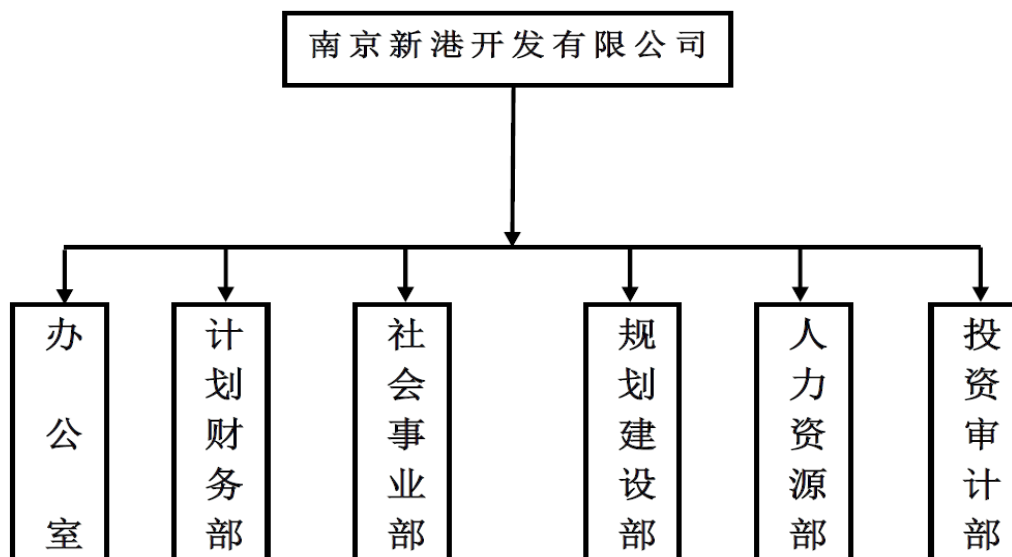 南京新港开发有限公司
办公室
计划财务部
社会事业部
规划建设部
人力资源部
投资审计部